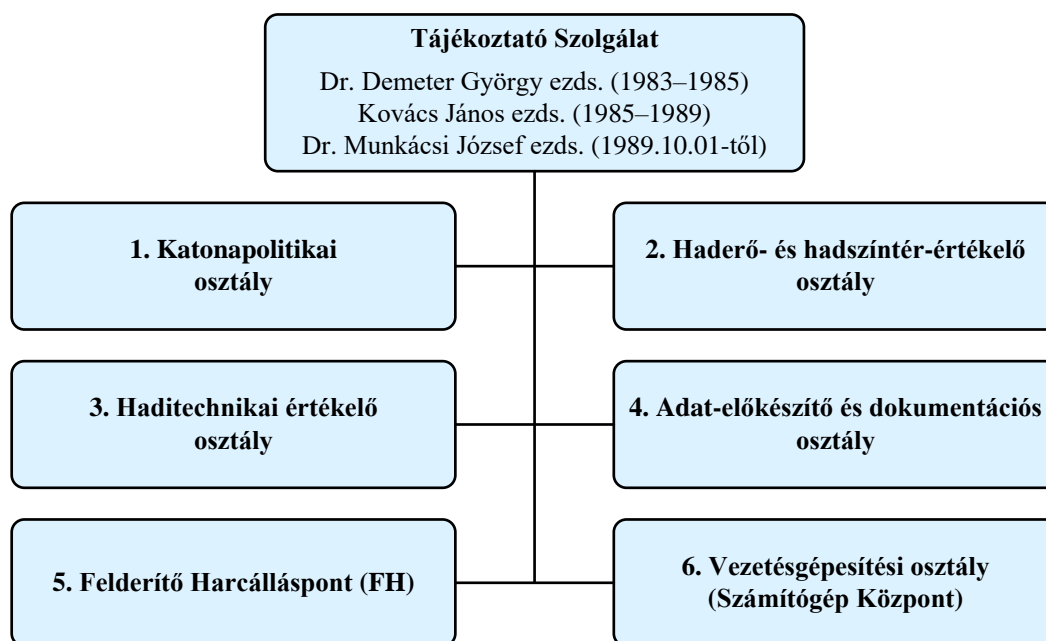 Tájékoztató Szolgálat
Dr. Demeter György ezds. (1983–1985)
Kovács János ezds. (1985–1989)
Dr. Munkácsi József ezds. (1989.10.01-től)
1. Katonapolitikai
osztály
2. Haderő- és hadszíntér-értékelő
osztály
3. Haditechnikai értékelő
osztály
4. Adat-előkészítő és dokumentációs
osztály
5. Felderítő Harcálláspont (FH)
6. Vezetésgépesítési osztály
(Számítógép Központ)